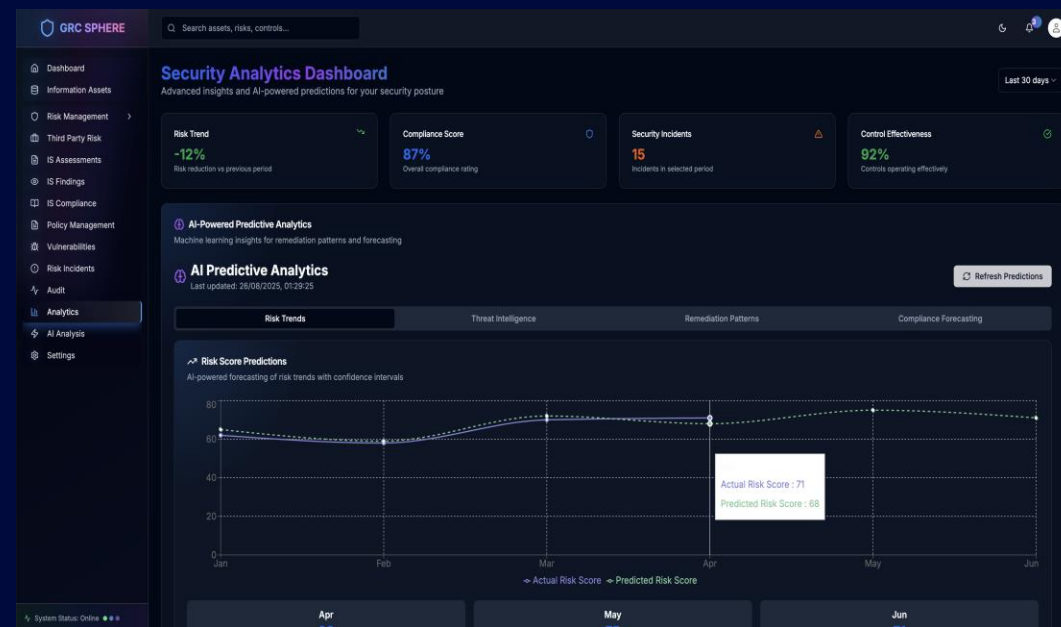 GRC SPHERE
Search assets, risks, controls...
Dashboard
Information Assets
Risk Management
Third Party Risk
IS Assessments
IS Findings
IS Compliance
Policy Management
Vulnerabilities
Risk Incidents
Audit
Analytics
AI Analysis
Settings
System Status: Online
Security Analytics Dashboard
Advanced insights and AI-powered predictions for your security posture
Last 30 days
Risk Trend
-12%
Risk reduction vs previous period
Compliance Score
87%
Overall compliance rating
Security Incidents
15
Incidents in selected period
Control Effectiveness
92%
Controls operating effectively
AI-Powered Predictive Analytics
Machine learning insights for remediation patterns and forecasting
AI Predictive Analytics
Last updated: 26/08/2025, 01:29:25
Refresh Predictions
Risk Trends
Threat Intelligence
Remediation Patterns
Compliance Forecasting
Risk Score Predictions
AI-powered forecasting of risk trends with confidence intervals
80
60
40
20
0
Jan
Feb
Mar
Apr
May
Jun
Actual Risk Score : 71
Predicted Risk Score : 68
Actual Risk Score
Predicted Risk Score
Apr
May
Jun